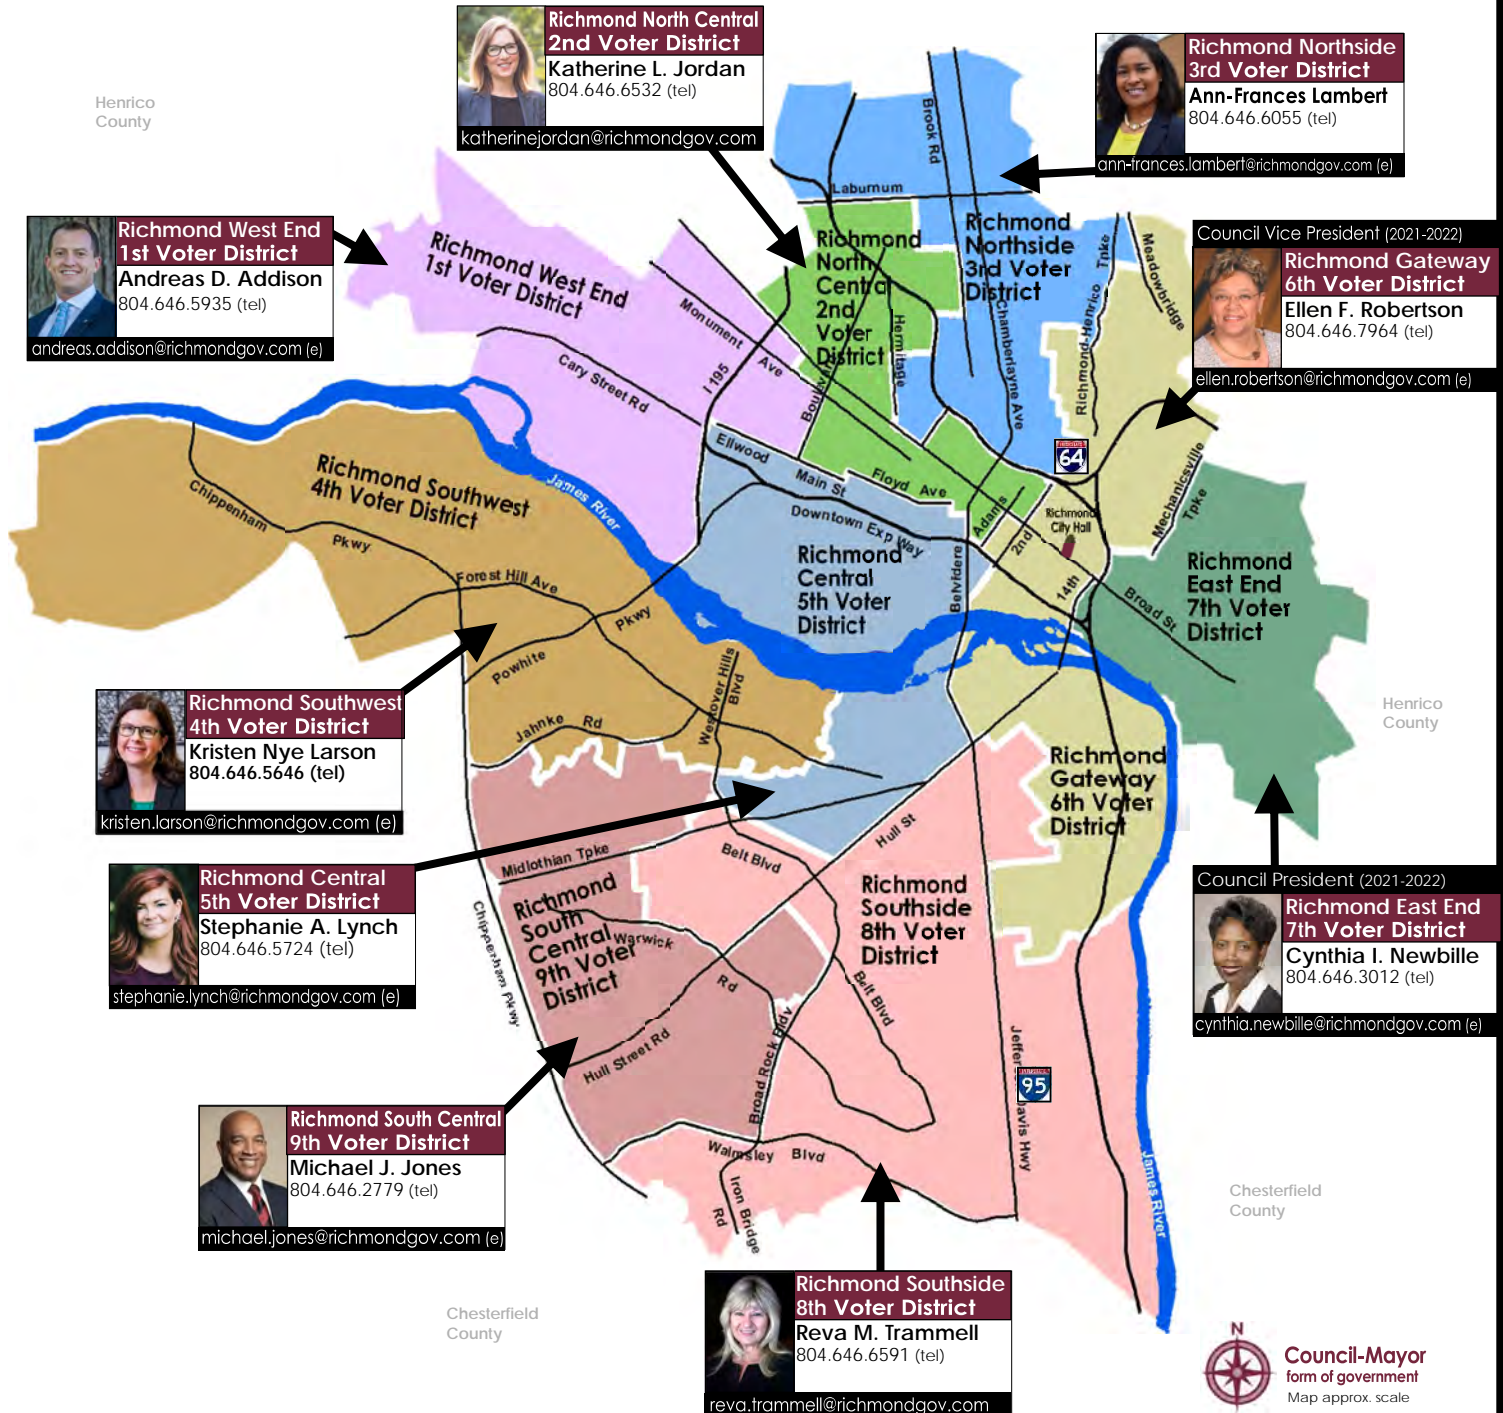 Richmond North Central
2nd Voter District
Katherine L. Jordan
804.646.6532 (tel)
katherinejordan@richmondgov.com
Richmond Northside
3rd Voter District
Ann-Frances Lambert
804.646.6055 (tel)
ann-frances.lambert@richmondgov.com (e)
Henrico
County
Richmond West End
1st Voter District
Andreas D. Addison
804.646.5935 (tel)
andreas.addison@richmondgov.com (e)
Council Vice President (2021-2022)
Richmond Gateway
6th Voter District
Ellen F. Robertson
804.646.7964 (tel)
ellen.robertson@richmondgov.com (e)
Brook Rd
Laburnum
Richmond West End
1st Voter District
Richmond
North
Central
2nd
Voter
District
Richmond
Northside
3rd Voter
District
Richmond-Henrico Tpke
Meadowbridge
Monument Ave
Cary Street Rd
I 195
Boulevard
Hermitage
Chamberlayne Ave
64
Ellwood
Main St
Floyd Ave
Downtown Exp Way
Adams
2nd
Richmond
City Hall
14th
Mechanicsville
Tpke
Belvidere
Broad St
Richmond Southwest
4th Voter District
James River
Chippenham
Pkwy
Forest Hill Ave
Powhite
Pkwy
Westover Hills
Blvd
Jahnke Rd
Richmond
Central
5th Voter
District
Richmond
East End
7th Voter
District
Henrico
County
Richmond Southwest
4th Voter District
Kristen Nye Larson
804.646.5646 (tel)
kristen.larson@richmondgov.com (e)
Richmond
Gateway
6th Voter
District
Richmond Central
5th Voter District
Stephanie A. Lynch
804.646.5724 (tel)
stephanie.lynch@richmondgov.com (e)
Midlothian Tpke
Belt Blvd
Hull St
Richmond
South
Central
9th Voter
District
Richmond
Southside
8th Voter
District
Warwick
Rd
Belt Blvd
Chippenham Pkwy
Hull Street Rd
Broad Rock Bldv
Council President (2021-2022)
Richmond East End
7th Voter District
Cynthia I. Newbille
804.646.3012 (tel)
cynthia.newbille@richmondgov.com (e)
95
Davis Hwy
Richmond South Central
9th Voter District
Michael J. Jones
804.646.2779 (tel)
michael.jones@richmondgov.com (e)
Walmsley Blvd
Iron Bridge
Rd
James River
Chesterfield
County
Chesterfield
County
Richmond Southside
8th Voter District
Reva M. Trammell
804.646.6591 (tel)
reva.trammell@richmondgov.com
N
Council-Mayor
form of government
Map approx. scale